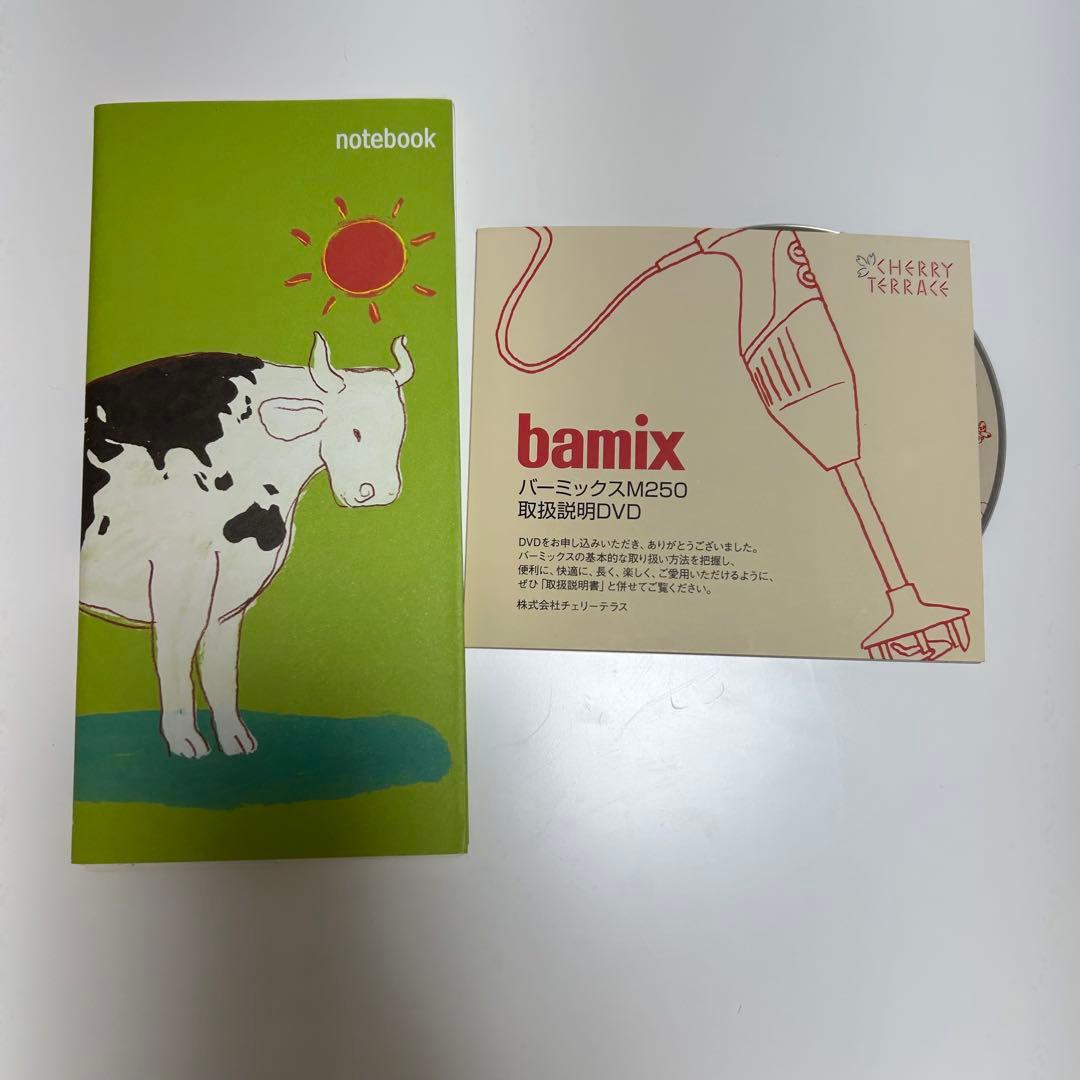 notebook
CHERRY
TERRACE
bamix
バーミックスM250
取扱説明DVD
DVDをお申し込みいただき、ありがとうございました。
バーミックスの基本的な取り扱い方法を把握し、
便利に、快適に、長く、楽しく、ご愛用いただけるように、
ぜひ「取扱説明書」と併せてご覧ください。
株式会社チェリーテラス